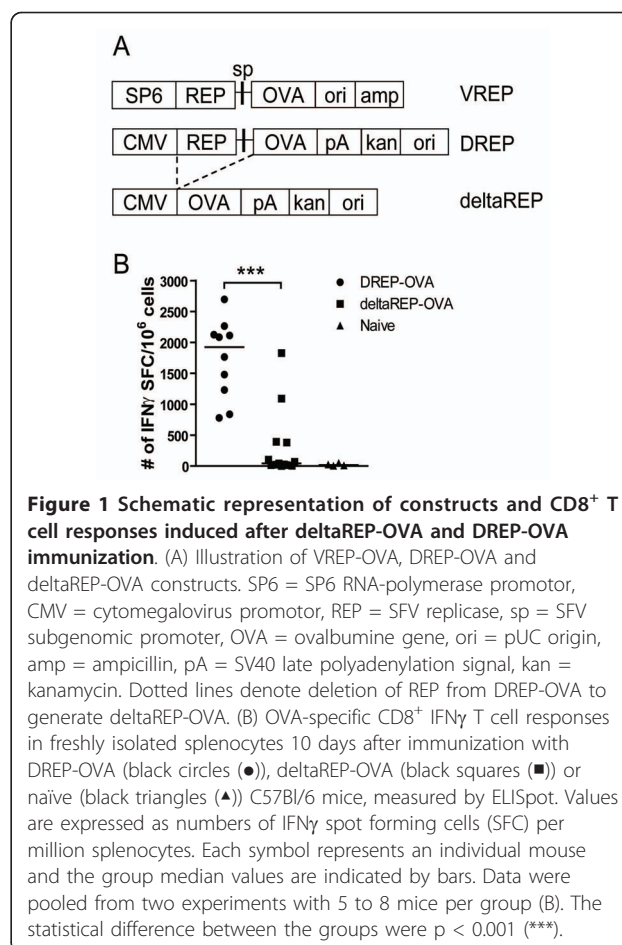 A
sp
SP6 REP OVA ori amp VREP
CMV REP OVA pA kan ori DREP
CMV OVA pA kan ori deltaREP
B
# of IFNγ SFC/10⁶ cells
3000
2500
2000
1500
1000
500
0
***
● DREP-OVA
■ deltaREP-OVA
▲ Naive
Figure 1 Schematic representation of constructs and CD8⁺ T
cell responses induced after deltaREP-OVA and DREP-OVA
immunization. (A) Illustration of VREP-OVA, DREP-OVA and
deltaREP-OVA constructs. SP6 = SP6 RNA-polymerase promotor,
CMV = cytomegalovirus promotor, REP = SFV replicase, sp = SFV
subgenomic promoter, OVA = ovalbumine gene, ori = pUC origin,
amp = ampicillin, pA = SV40 late polyadenylation signal, kan =
kanamycin. Dotted lines denote deletion of REP from DREP-OVA to
generate deltaREP-OVA. (B) OVA-specific CD8⁺ IFNγ T cell responses
in freshly isolated splenocytes 10 days after immunization with
DREP-OVA (black circles (●)), deltaREP-OVA (black squares (■)) or
naïve (black triangles (▲)) C57Bl/6 mice, measured by ELISpot. Values
are expressed as numbers of IFNγ spot forming cells (SFC) per
million splenocytes. Each symbol represents an individual mouse
and the group median values are indicated by bars. Data were
pooled from two experiments with 5 to 8 mice per group (B). The
statistical difference between the groups were p < 0.001 (***).